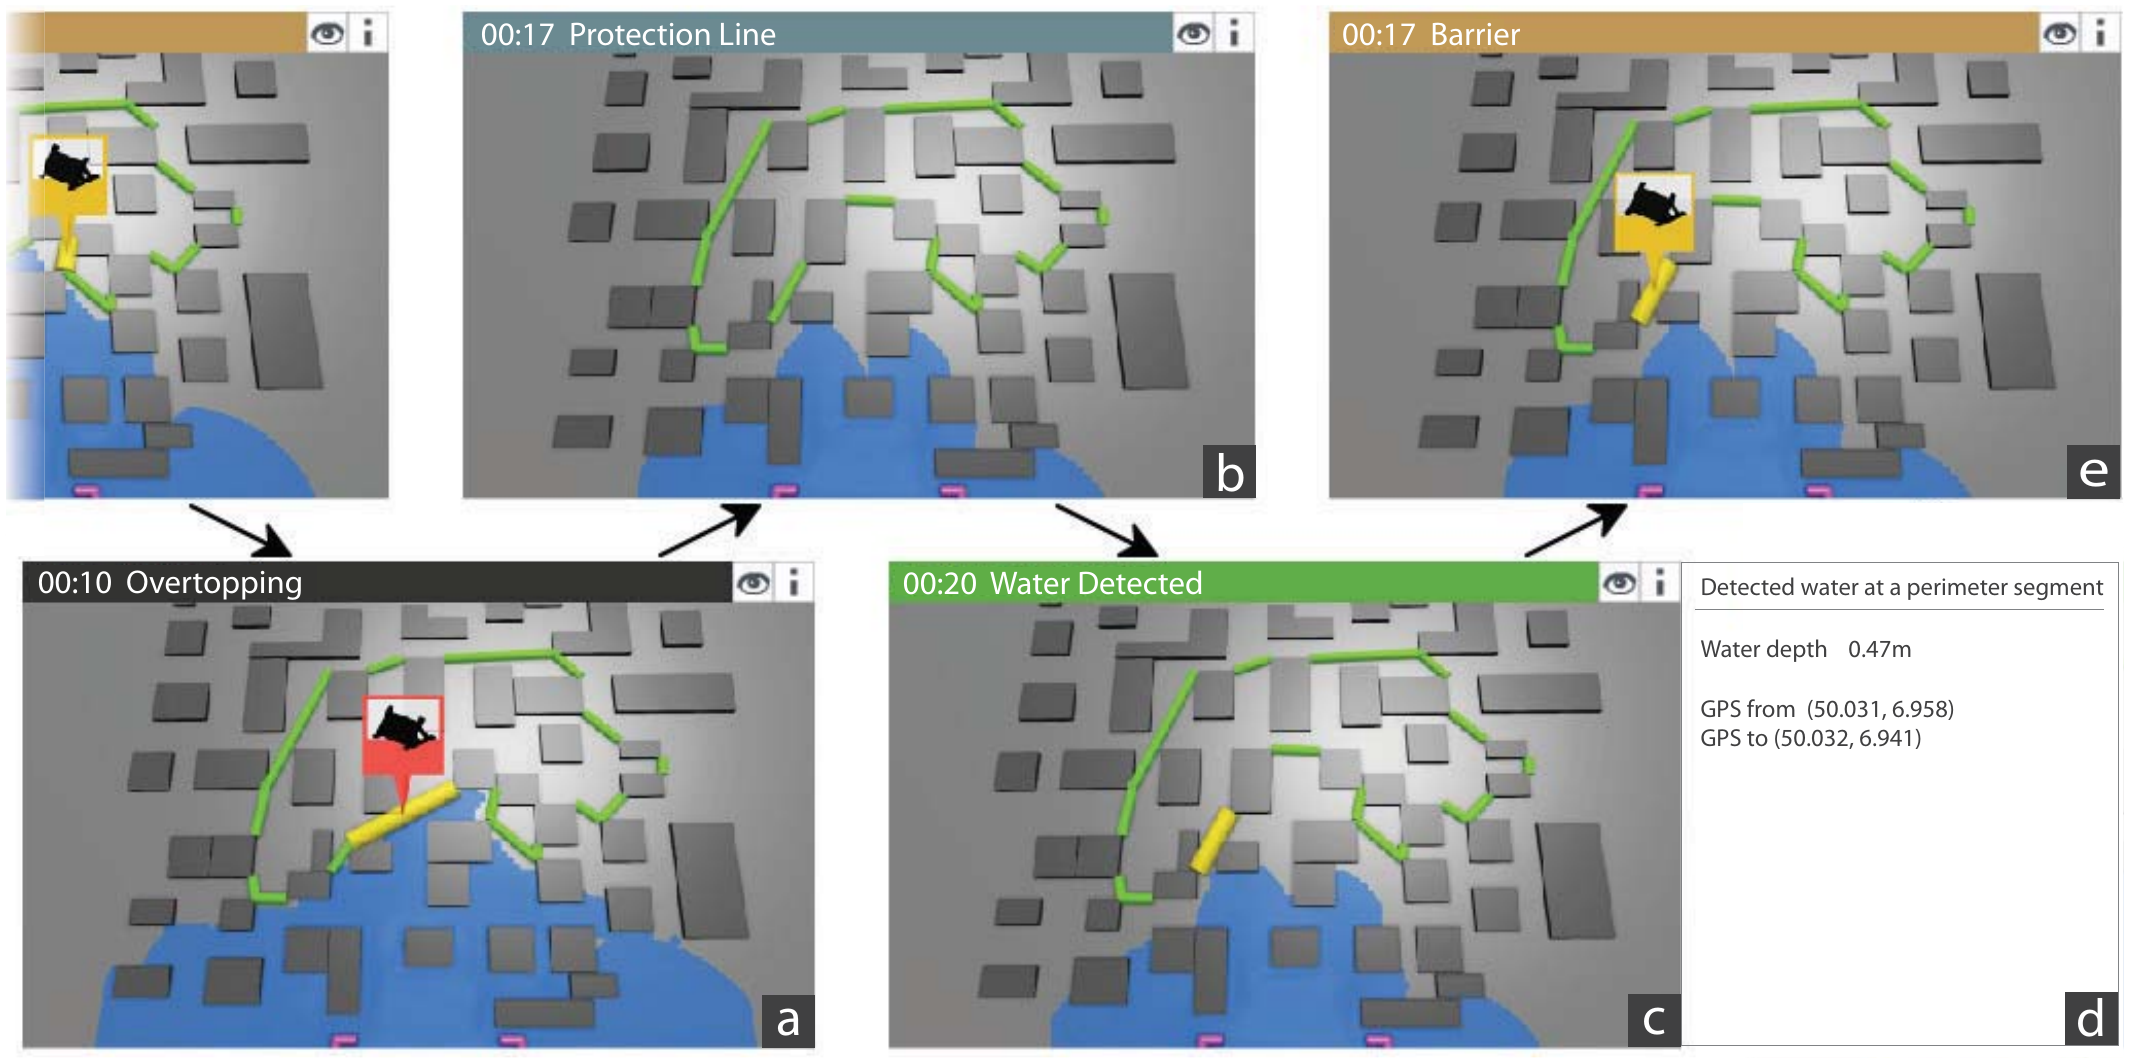 00:17 Protection Line
b
00:17 Barrier
e
00:10 Overtopping
a
00:20 Water Detected
c
Detected water at a perimeter segment
Water depth 0.47m
GPS from (50.031, 6.958)
GPS to (50.032, 6.941)
d